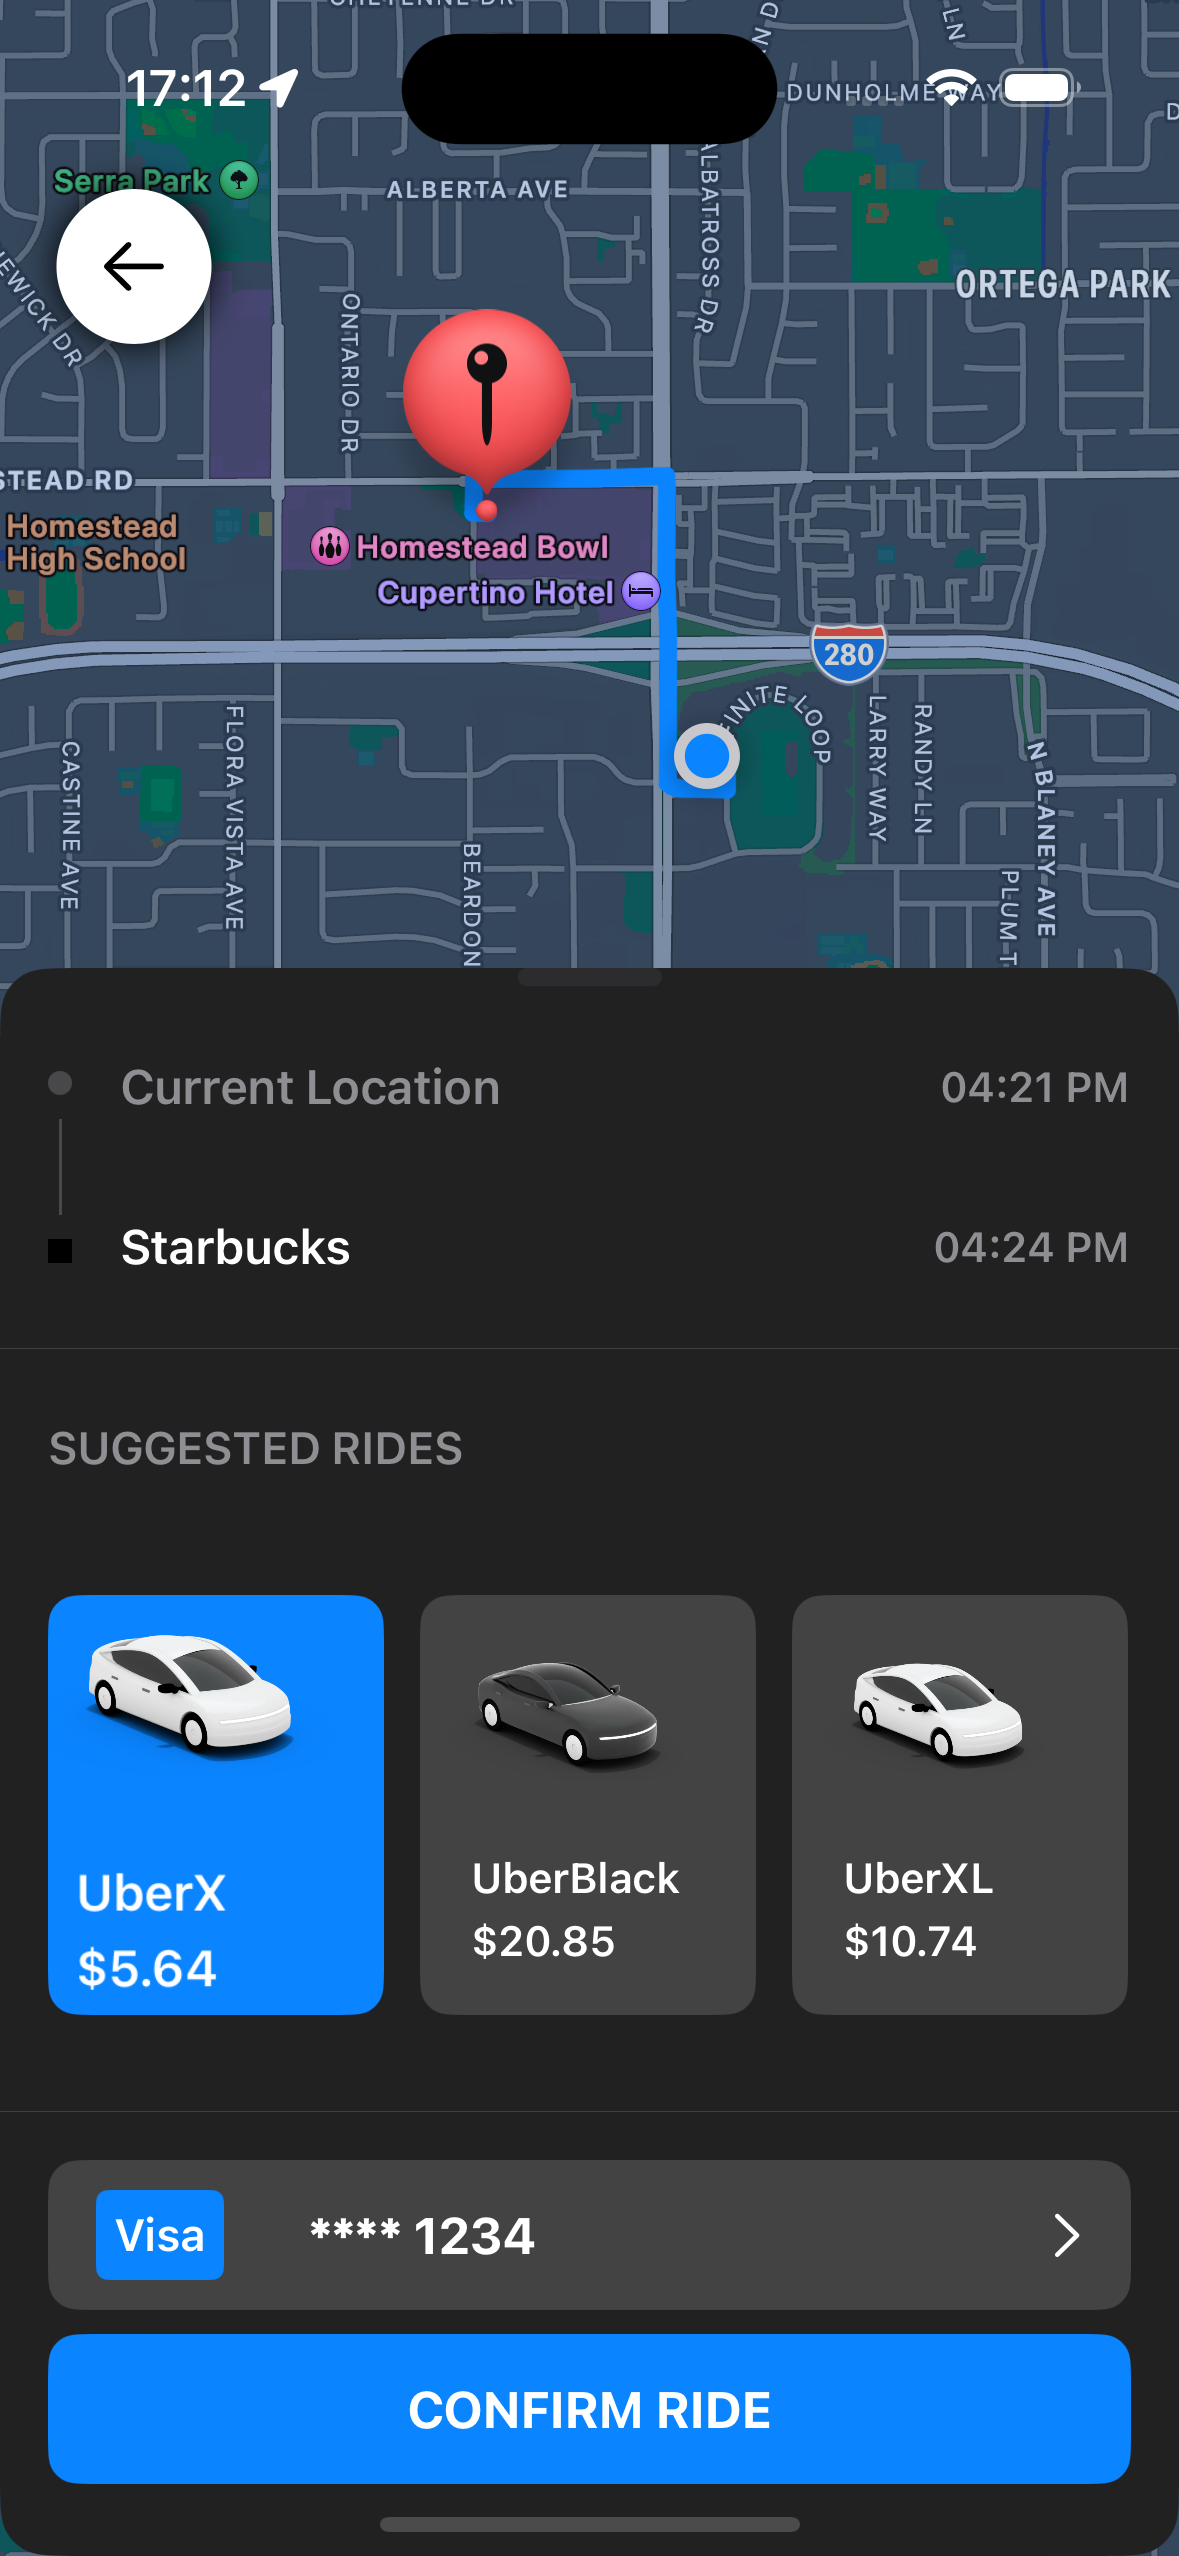 17:12
DUNHOLME WAY
LN
Serra Park
ALBERTA AVE
ALBATROSS DR
ORTEGA PARK
ONTARIO DR
STEAD RD
Homestead
High School
Homestead Bowl
Cupertino Hotel
280
FINITE LOOP
LARRY WAY
RANDY LN
N BLANEY AVE
CASTINE AVE
FLORA VISTA AVE
BEARDON
PLUM T
Current Location
04:21 PM
Starbucks
04:24 PM
SUGGESTED RIDES
UberX
$5.64
UberBlack
$20.85
UberXL
$10.74
Visa
**** 1234
CONFIRM RIDE